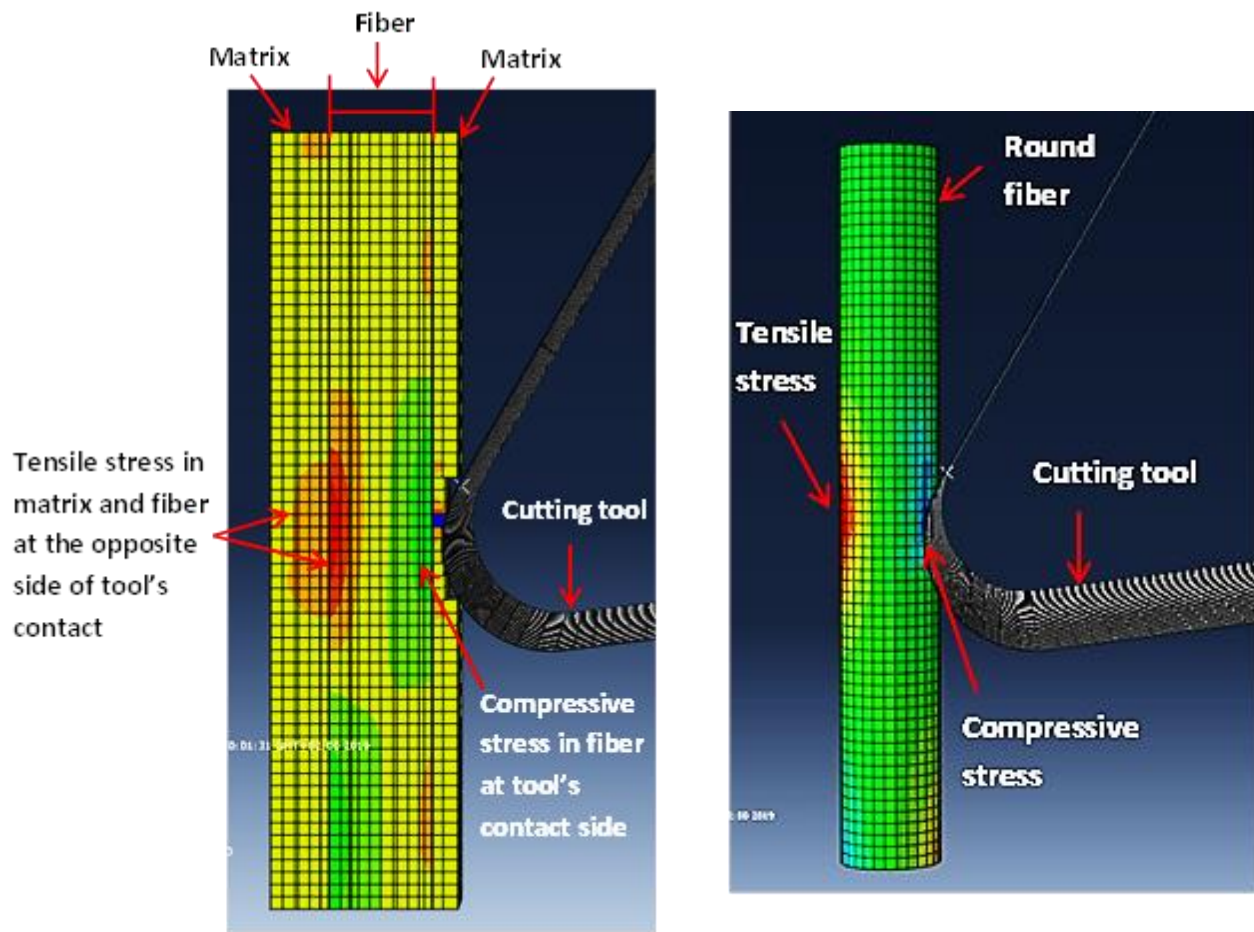 Fiber
Matrix
Matrix
Tensile stress in
matrix and fiber
at the opposite
side of tool's
contact
Cutting tool
Compressive
stress in fiber
at tool's
contact side
Round
fiber
Tensile
stress
Cutting tool
Compressive
stress